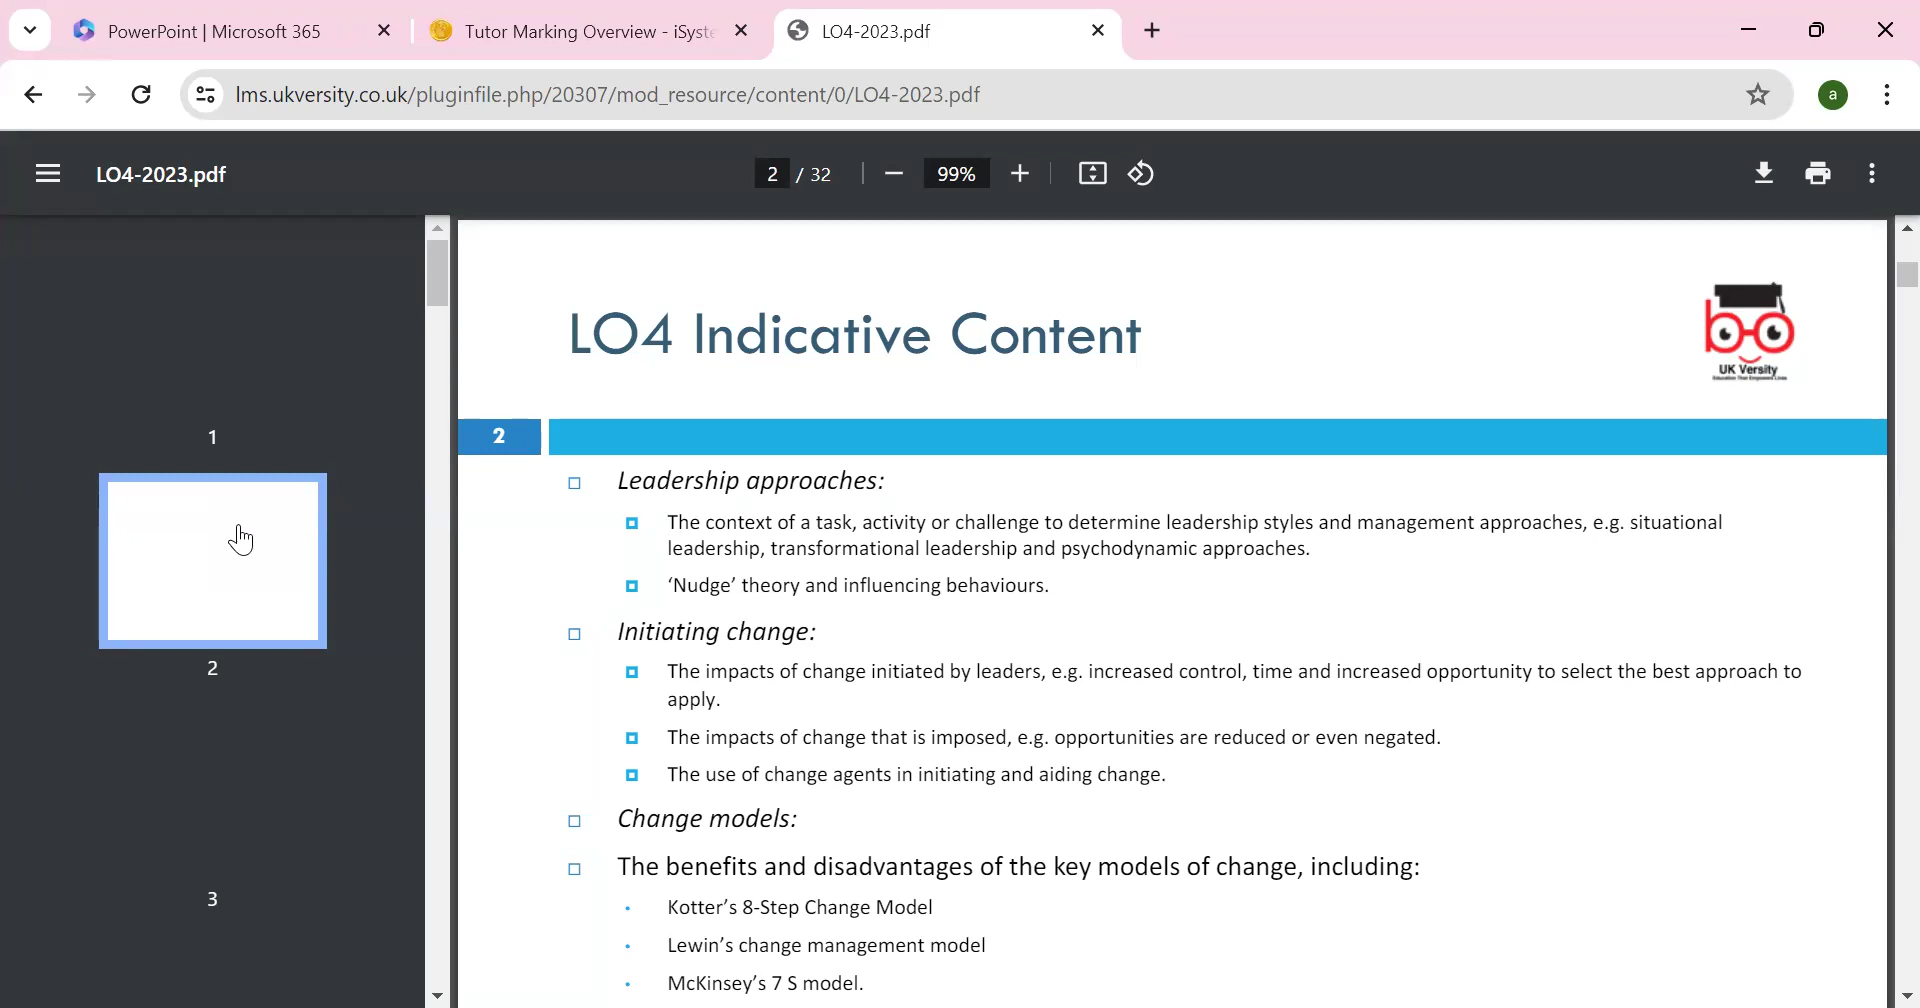 PowerPoint | Microsoft 365
Tutor Marking Overview - iSyste
LO4-2023.pdf
lms.ukversity.co.uk/pluginfile.php/20307/mod_resource/content/0/LO4-2023.pdf
a
LO4-2023.pdf
2 / 32
99%
1
2
3
LO4 Indicative Content
UK Versity
2
Leadership approaches:
The context of a task, activity or challenge to determine leadership styles and management approaches, e.g. situational
leadership, transformational leadership and psychodynamic approaches.
‘Nudge’ theory and influencing behaviours.
Initiating change:
The impacts of change initiated by leaders, e.g. increased control, time and increased opportunity to select the best approach to
apply.
The impacts of change that is imposed, e.g. opportunities are reduced or even negated.
The use of change agents in initiating and aiding change.
Change models:
The benefits and disadvantages of the key models of change, including:
• Kotter’s 8-Step Change Model
• Lewin’s change management model
• McKinsey’s 7 S model.